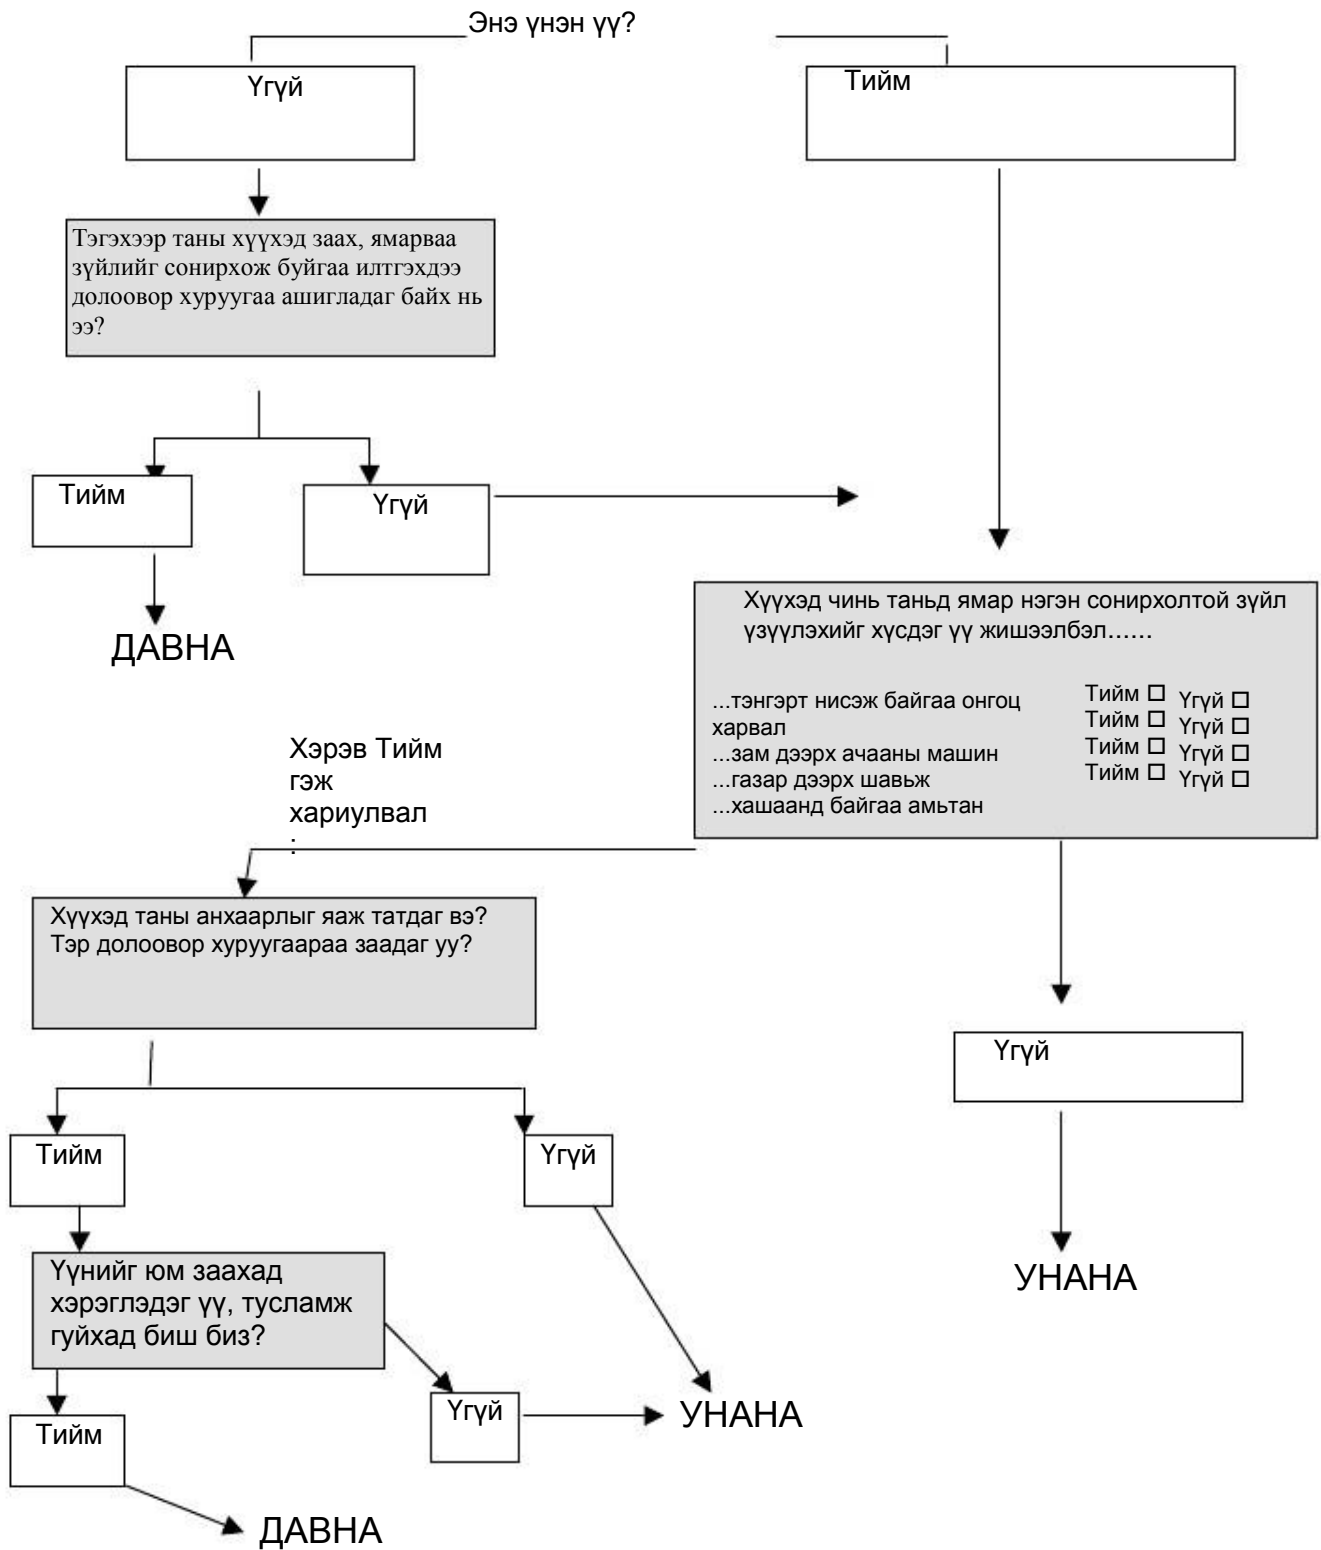 Энэ үнэн үү?
Үгүй
Тийм
Тэгэхээр таны хүүхэд заах, ямарваа
зүйлийг сонирхож буйгаа илтгэхдээ
долоовор хуруугаа ашигладаг байх нь
ээ?
Тийм
Үгүй
ДАВНА
Хүүхэд чинь таньд ямар нэгэн сонирхолтой зүйл
үзүүлэхийг хүсдэг үү жишээлбэл......
...тэнгэрт нисэж байгаа онгоц
харвал
...зам дээрх ачааны машин
...газар дээрх шавьж
...хашаанд байгаа амьтан
Тийм □ Үгүй □
Тийм □ Үгүй □
Тийм □ Үгүй □
Тийм □ Үгүй □
Хэрэв Тийм
гэж
хариулвал
:
Хүүхэд таны анхаарлыг яаж татдаг вэ?
Тэр долоовор хуруугаараа заадаг уу?
Үгүй
Тийм
Үгүй
УНАНА
Үүнийг юм заахад
хэрэглэдэг үү, тусламж
гуйхад биш биз?
Тийм
Үгүй
УНАНА
ДАВНА